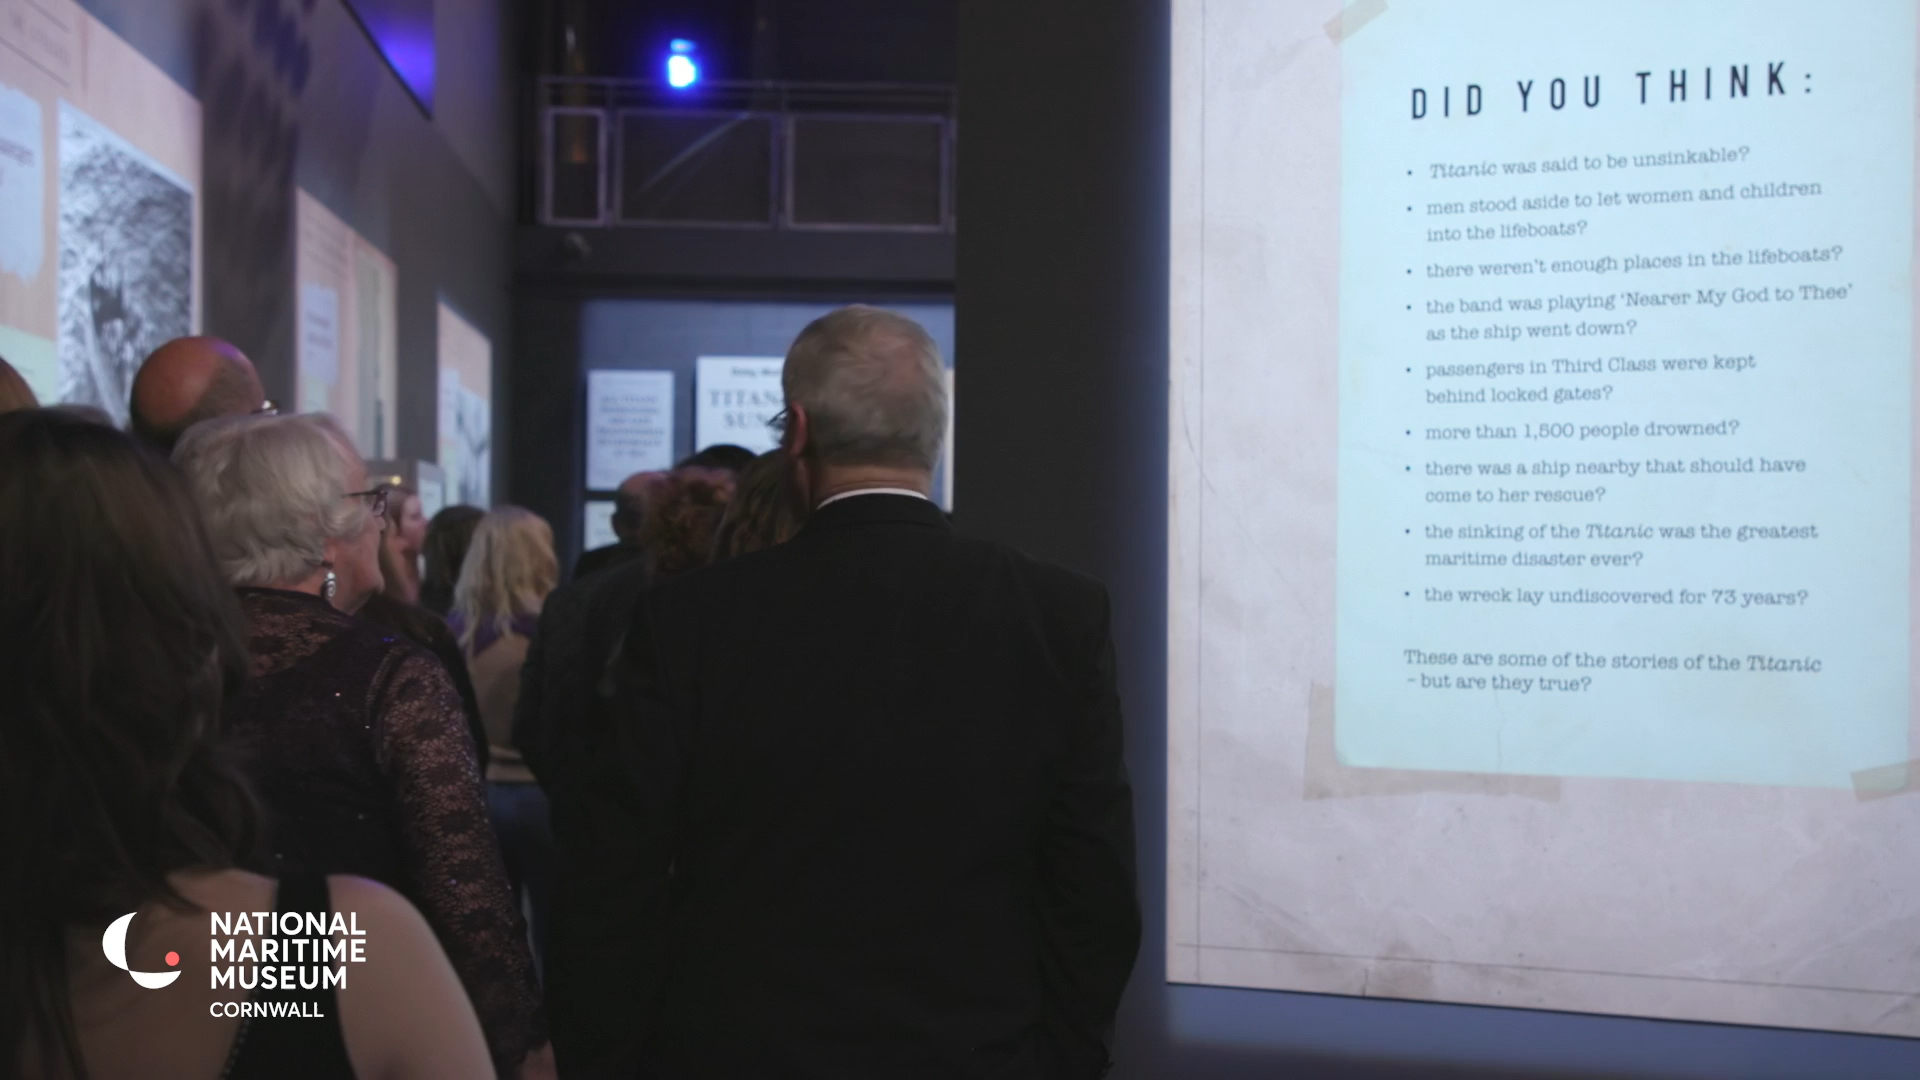 DID YOU THINK:
• Titanic was said to be unsinkable?
• men stood aside to let women and children
into the lifeboats?
• there weren't enough places in the lifeboats?
• the band was playing 'Nearer My God to Thee'
as the ship went down?
• passengers in Third Class were kept
behind locked gates?
• more than 1,500 people drowned?
• there was a ship nearby that should have
come to her rescue?
• the sinking of the Titanic was the greatest
maritime disaster ever?
• the wreck lay undiscovered for 73 years?
These are some of the stories of the Titanic
– but are they true?
NATIONAL
MARITIME
MUSEUM
CORNWALL